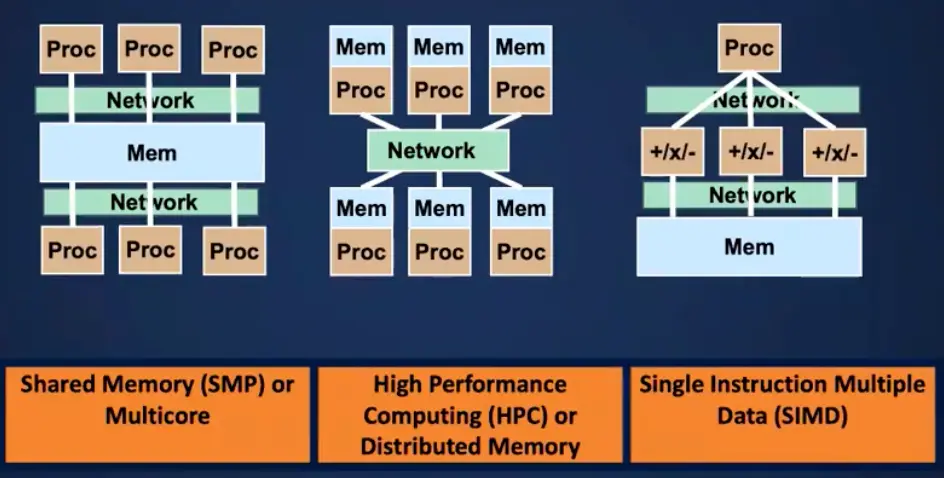 Proc Proc Proc
Network
Mem
Network
Proc Proc Proc
Mem Mem Mem
Proc Proc Proc
Network
Mem Mem Mem
Proc Proc Proc
Proc
Network
+/x/- +/x/- +/x/-
Network
Mem
Shared Memory (SMP) or
Multicore
High Performance
Computing (HPC) or
Distributed Memory
Single Instruction Multiple
Data (SIMD)